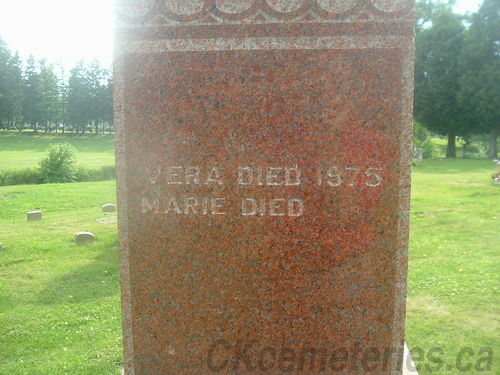 VERA DIED 1975
MARIE DIED
CKcemeteries.ca